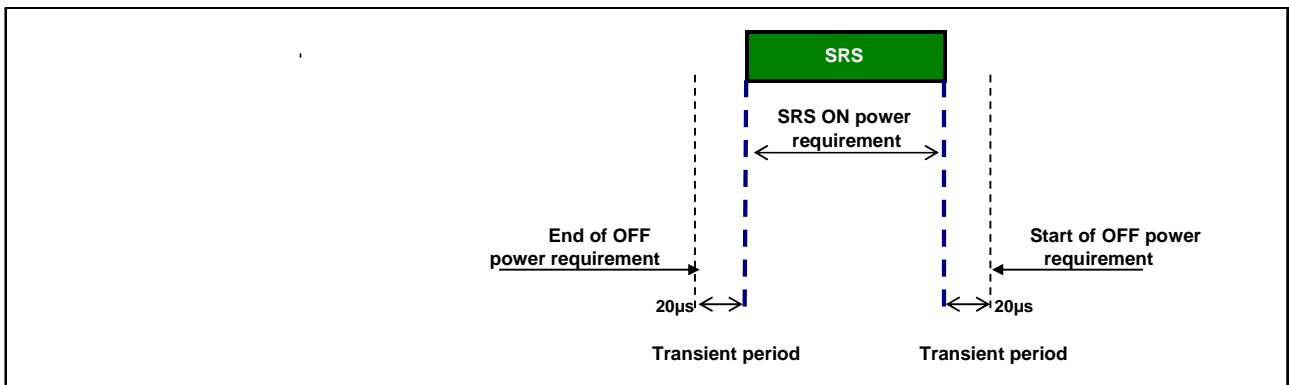 SRS
SRS ON power
requirement
End of OFF
power requirement
Start of OFF power
requirement
20µs
20µs
Transient period
Transient period